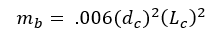 m_b = .006(d_c)²(L_c)²